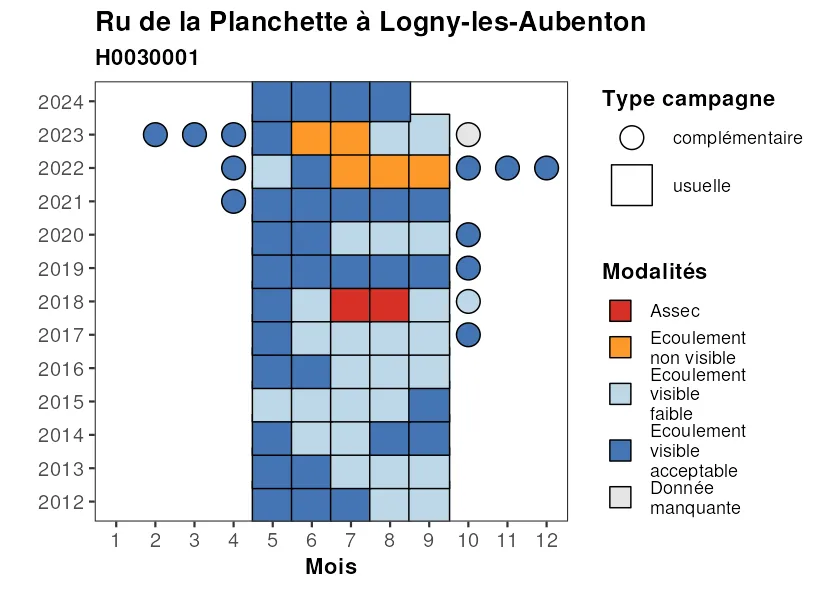 Ru de la Planchette à Logny-les-Aubenton
H0030001
2024
2023
2022
2021
2020
2019
2018
2017
2016
2015
2014
2013
2012
1 2 3 4 5 6 7 8 9 10 11 12
Mois
Type campagne
complémentaire
usuelle
Modalités
Assec
Ecoulement
non visible
Ecoulement
visible
faible
Ecoulement
visible
acceptable
Donnée
manquante